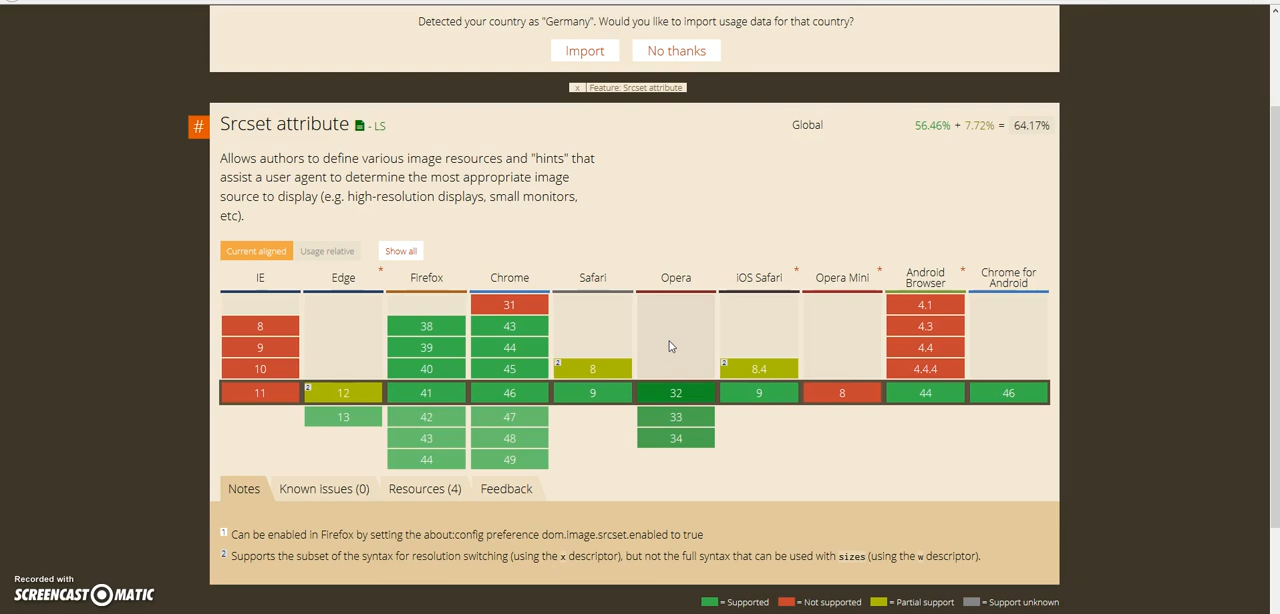 Detected your country as "Germany". Would you like to import usage data for that country?
Import No thanks
x Feature: Srcset attribute
# Srcset attribute - LS Global 56.46% + 7.72% = 64.17%
Allows authors to define various image resources and "hints" that
assist a user agent to determine the most appropriate image
source to display (e.g. high-resolution displays, small monitors,
etc).
Current aligned Usage relative Show all
IE Edge * Firefox Chrome Safari Opera iOS Safari * Opera Mini * Android Browser * Chrome for Android
31 4.1
8 38 43 4.3
9 39 44 4.4
10 40 45 2 8 2 8.4 4.4.4
11 2 12 41 46 9 32 9 8 44 46
13 42 47 33
43 48 34
44 49
Notes Known issues (0) Resources (4) Feedback
1 Can be enabled in Firefox by setting the about:config preference dom.image.srcset.enabled to true
2 Supports the subset of the syntax for resolution switching (using the x descriptor), but not the full syntax that can be used with sizes (using the w descriptor).
Recorded with
SCREENCAST MATIC
= Supported = Not supported = Partial support = Support unknown